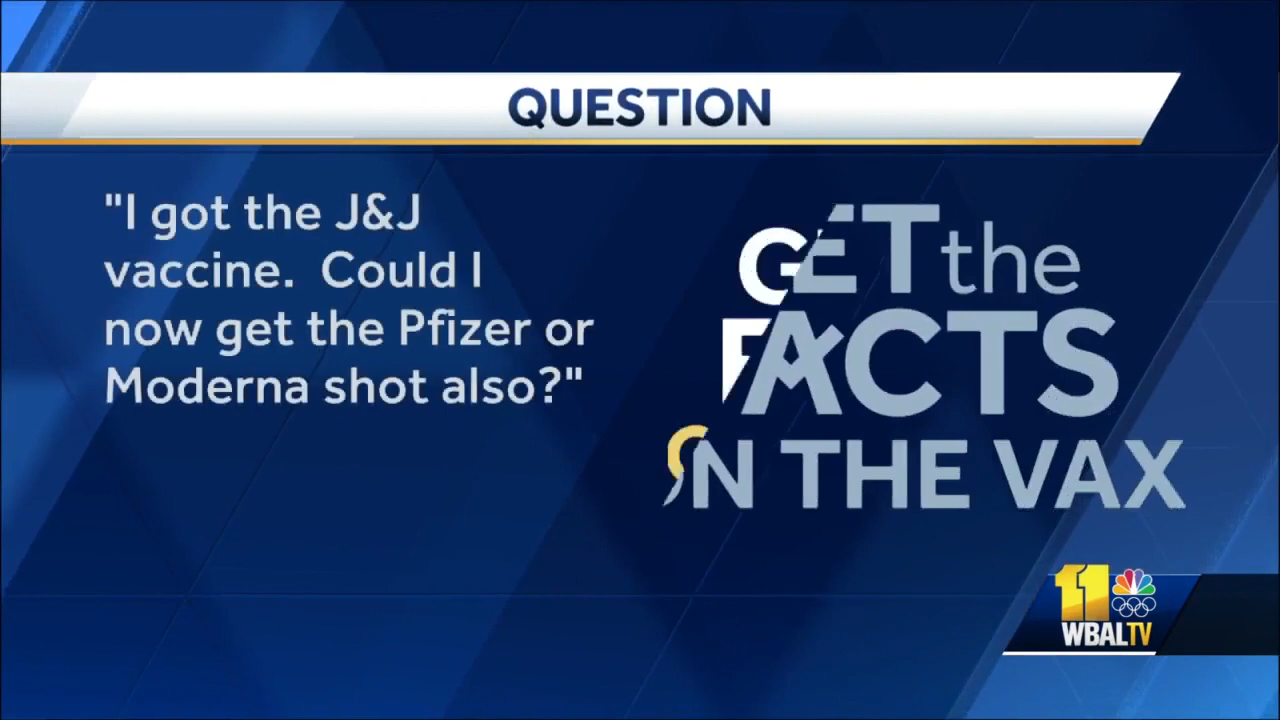 QUESTION
"I got the J&J
vaccine.  Could I
now get the Pfizer or
Moderna shot also?"
GET the
FACTS
ON THE VAX
11
WBALTV